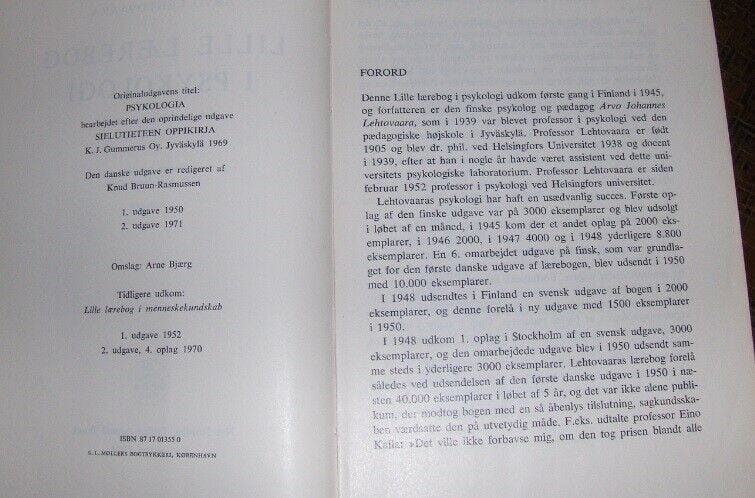 LILLE LÆREBOG
I PSYKOLOGI
Originaludgavens titel:
PSYKOLOGIA
bearbejdet efter den oprindelige udgave
SIELUTIETEEN OPPIKIRJA
K. J. Gummerus Oy. Jyväskylä 1969
Den danske udgave er redigeret af
Knud Bruun-Rasmussen
1. udgave 1950
2. udgave 1971
Omslag: Arne Bjærg
Tidligere udkom:
Lille lærebog i menneskekundskab
1. udgave 1952
2. udgave, 4. oplag 1970
ISBN 87 17 01355 0
S. L. MØLLERS BOGTRYKKERI, KØBENHAVN
FORORD
Denne Lille lærebog i psykologi udkom første gang i Finland i 1945,
og forfatteren er den finske psykolog og pædagog Arvo Johannes
Lehtovaara, som i 1939 var blevet professor i psykologi ved den
pædagogiske højskole i Jyväskylä. Professor Lehtovaara er født
1905 og blev dr. phil. ved Helsingfors Universitet 1938 og docent
i 1939, efter at han i nogle år havde været assistent ved dette uni-
versitets psykologiske laboratorium. Professor Lehtovaara er siden
februar 1952 professor i psykologi ved Helsingfors universitet.
Lehtovaaras psykologi har haft en usædvanlig succes. Første op-
lag af den finske udgave var på 3000 eksemplarer og blev udsolgt
i løbet af en måned, i 1945 kom der et andet oplag på 2000 eks-
emplarer, i 1946 2000, i 1947 4000 og i 1948 yderligere 8.800
eksemplarer. En 6. omarbejdet udgave på finsk, som var grundla-
get for den første danske udgave af lærebogen, blev udsendt i 1950
med 10.000 eksemplarer.
I 1948 udsendtes i Finland en svensk udgave af bogen i 2000
eksemplarer, og denne forelå i ny udgave med 1500 eksemplarer
i 1950.
I 1948 udkom 1. oplag i Stockholm af en svensk udgave, 3000
eksemplarer, og den omarbejdede udgave blev i 1950 udsendt sam-
me steds i yderligere 3000 eksemplarer. Lehtovaaras lærebog forelå
således ved udsendelsen af den første danske udgave i 1950 i næ-
sten 40.000 eksemplarer i løbet af 5 år, og det var ikke alene publi-
kum, der modtog bogen med en så åbenlys tilslutning, sagkundska-
ben værdsatte den på utvetydig måde. F.eks. udtalte professor Eino
Kaila: »Det ville ikke forbavse mig, om den tog prisen blandt alle